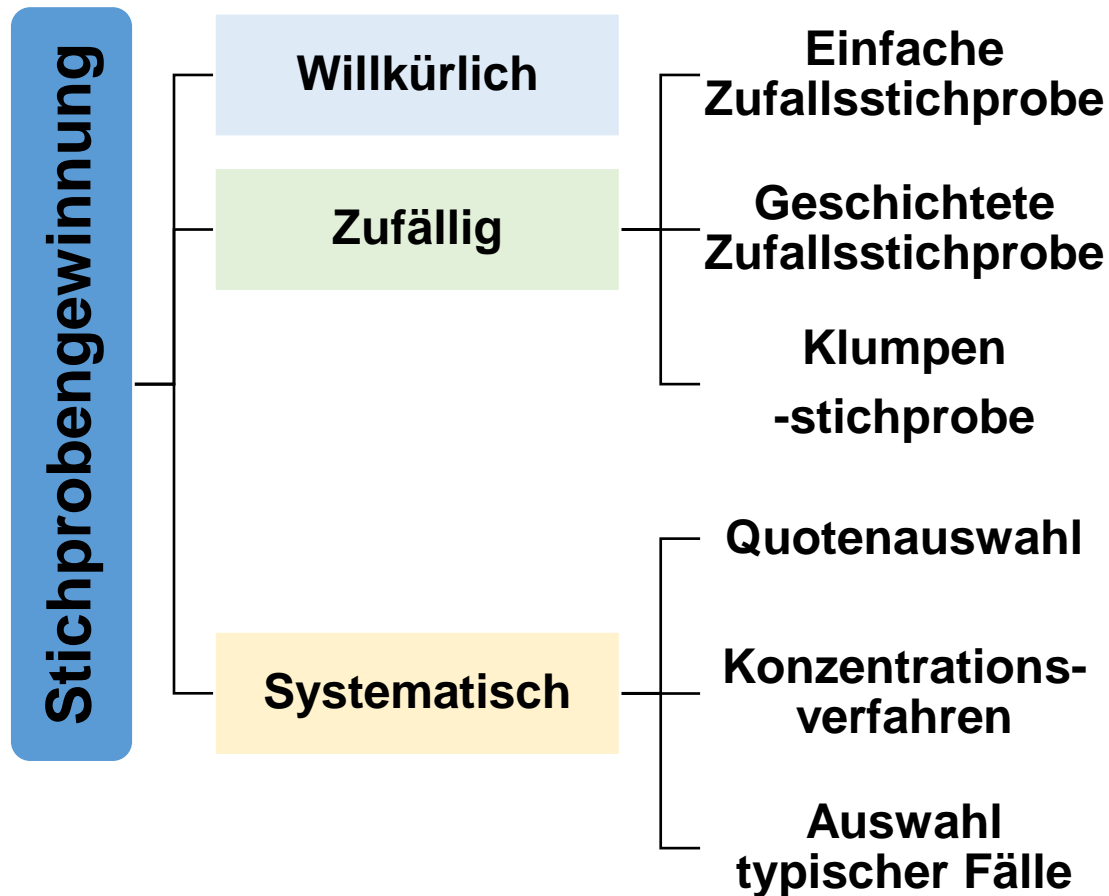 Stichprobengewinnung
Willkürlich
Zufällig
Einfache
Zufallsstichprobe
Geschichtete
Zufallsstichprobe
Klumpen
-stichprobe
Systematisch
Quotenauswahl
Konzentrations-
verfahren
Auswahl
typischer Fälle